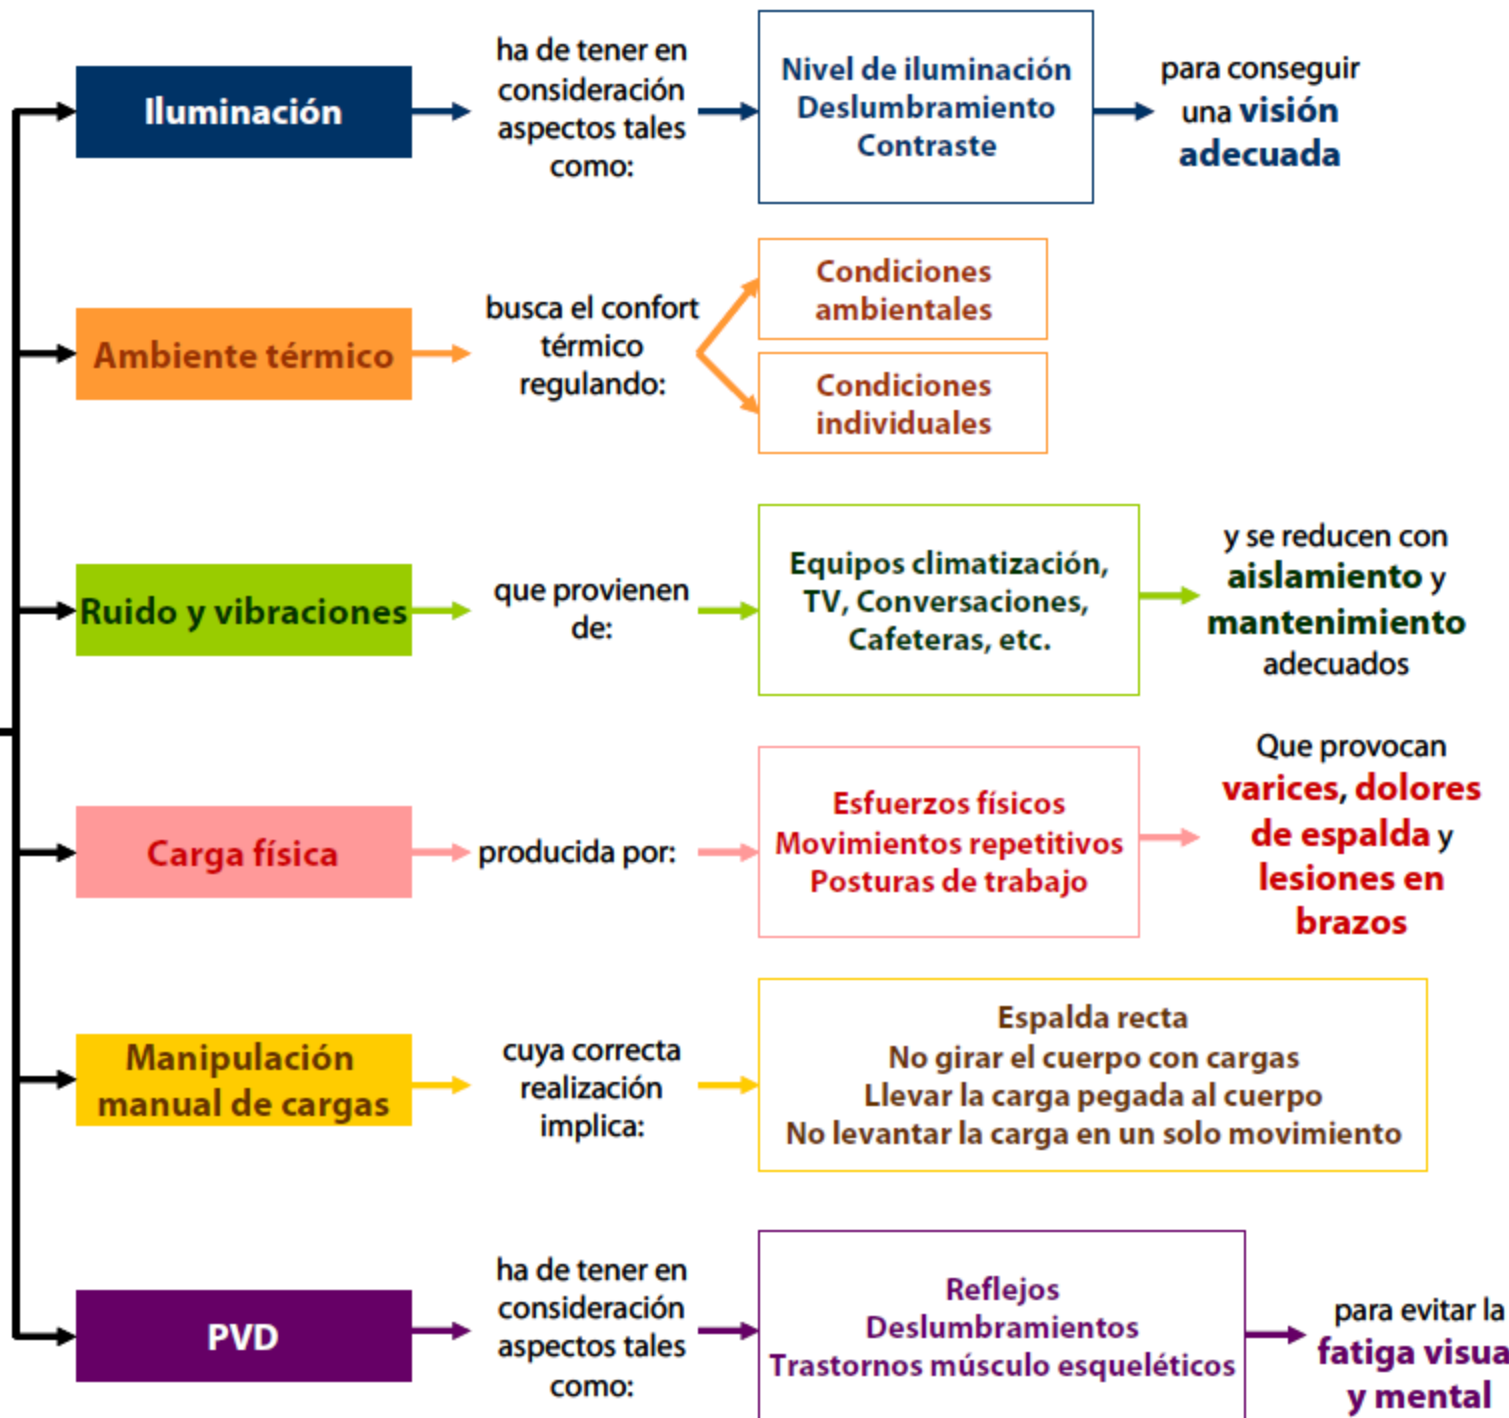 Iluminación
ha de tener en
consideración
aspectos tales
como:
Nivel de iluminación
Deslumbramiento
Contraste
para conseguir
una visión
adecuada
Ambiente térmico
busca el confort
térmico
regulando:
Condiciones
ambientales
Condiciones
individuales
Ruido y vibraciones
que provienen
de:
Equipos climatización,
TV, Conversaciones,
Cafeteras, etc.
y se reducen con
aislamiento y
mantenimiento
adecuados
Carga física
producida por:
Esfuerzos físicos
Movimientos repetitivos
Posturas de trabajo
Que provocan
varices, dolores
de espalda y
lesiones en
brazos
Manipulación
manual de cargas
cuya correcta
realización
implica:
Espalda recta
No girar el cuerpo con cargas
Llevar la carga pegada al cuerpo
No levantar la carga en un solo movimiento
PVD
ha de tener en
consideración
aspectos tales
como:
Reflejos
Deslumbramientos
Trastornos músculo esqueléticos
para evitar la
fatiga visua
y mental